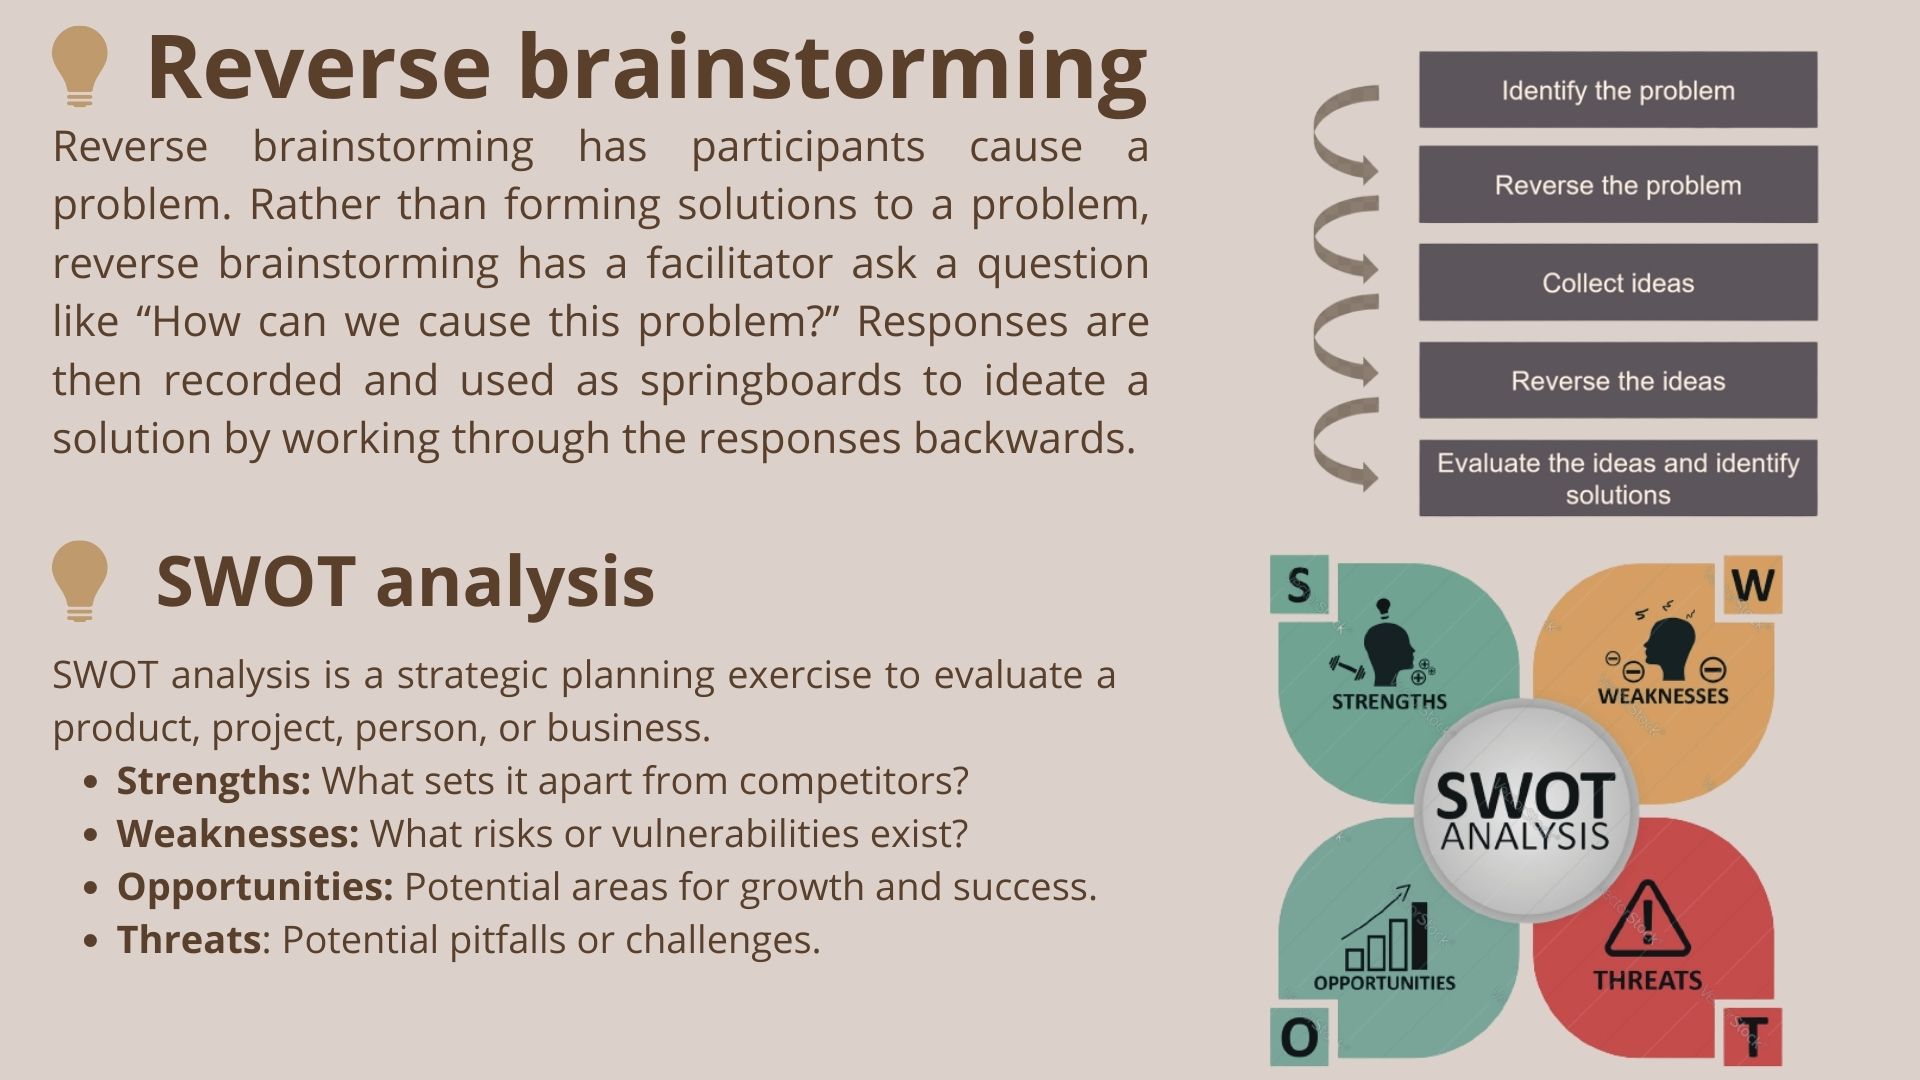 Reverse brainstorming
Reverse brainstorming has participants cause a
problem. Rather than forming solutions to a problem,
reverse brainstorming has a facilitator ask a question
like “How can we cause this problem?” Responses are
then recorded and used as springboards to ideate a
solution by working through the responses backwards.
Identify the problem
Reverse the problem
Collect ideas
Reverse the ideas
Evaluate the ideas and identify
solutions
SWOT analysis
SWOT analysis is a strategic planning exercise to evaluate a
product, project, person, or business.
• Strengths: What sets it apart from competitors?
• Weaknesses: What risks or vulnerabilities exist?
• Opportunities: Potential areas for growth and success.
• Threats: Potential pitfalls or challenges.
S
W
STRENGTHS
WEAKNESSES
SWOT
ANALYSIS
OPPORTUNITIES
THREATS
O
T